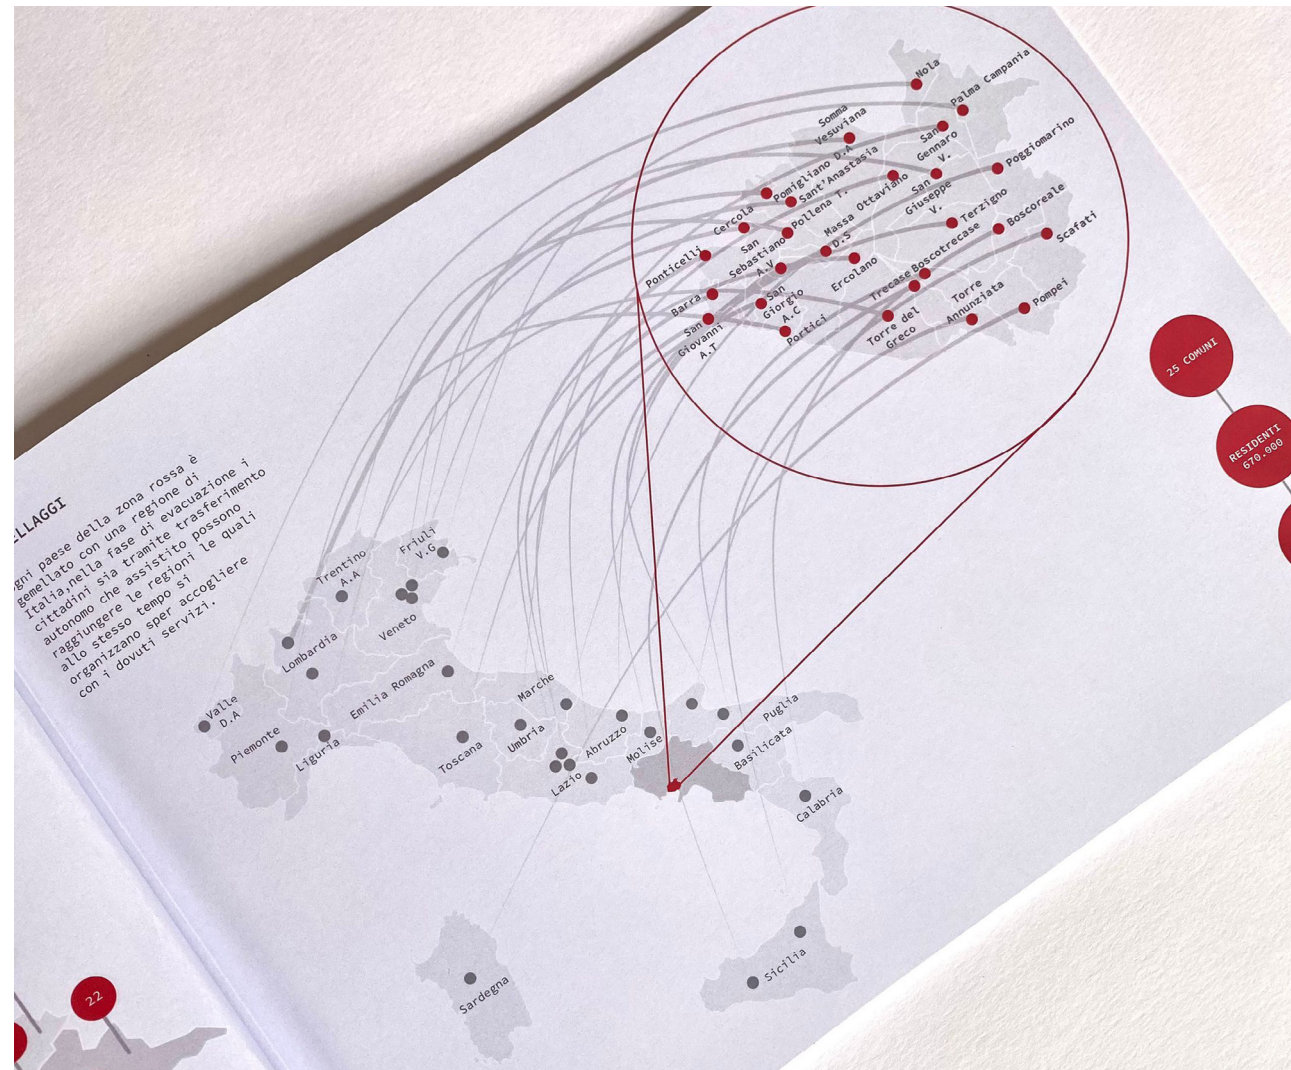 ELLAGGI
ogni paese della zona rossa è
gemellato con una regione di
Italia,nella fase di evacuazione i
cittadini sia tramite trasferimento
autonomo che assistito possono
raggiungere le regioni le quali
allo stesso tempo si
organizzano sper accogliere
con i dovuti servizi.
Nola
Palma Campania
Somma
Vesuviana
San
Gennaro
V.
Poggiomarino
Pomigliano D.A
Sant'Anastasia
Massa Ottaviano
D.S
San
Giuseppe
V.
Cercola
Pollena T.
Terzigno
Boscoreale
Scafati
San
Sebastiano
A.V
Ponticelli
Ercolano
Trecase
Boscotrecase
Barra
San
Giorgio
A.C
Torre
Annunziata
Pompei
San
Giovanni
A.T
Portici
Torre del
Greco
25 COMUNI
RESIDENTI
670.000
Friuli
V.G
Trentino
A.A
Veneto
Lombardia
Emilia Romagna
Valle
D.A
Piemonte
Liguria
Toscana
Marche
Umbria
Abruzzo
Lazio
Molise
Puglia
Basilicata
Calabria
Sardegna
Sicilia
22